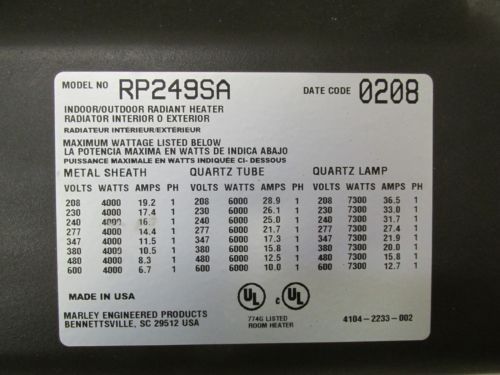 MODEL NO RP249SA DATE CODE 0208
INDOOR/OUTDOOR RADIANT HEATER
RADIATOR INTERIOR O EXTERIOR
RADIATEUR INTERIEUR/EXTÉRIEUR
MAXIMUM WATTAGE LISTED BELOW
LA POTENCIA MAXIMA EN WATTS DE INDICA ABAJO
PUISSANCE MAXIMALE EN WATTS INDIQUÉE CI- DESSOUS
METAL SHEATH QUARTZ TUBE QUARTZ LAMP
VOLTS WATTS AMPS PH VOLTS WATTS AMPS PH VOLTS WATTS AMPS PH
208 4000 19.2 1 208 6000 28.9 1 208 7300 36.5 1
230 4000 17.4 1 230 6000 26.1 1 230 7300 33.0 1
240 4000 16. 1 240 6000 25.0 1 240 7300 31.7 1
277 4000 14.4 1 277 6000 21.7 1 277 7300 27.4 1
347 4000 11.5 1 347 6000 17.3 1 347 7300 21.9 1
380 4000 10.5 1 380 6000 15.8 1 380 7300 20.0 1
480 4000 8.3 1 480 6000 12.5 1 480 7300 15.8 1
600 4000 6.7 1 600 6000 10.0 1 600 7300 12.7 1
MADE IN USA
UL c UL
MARLEY ENGINEERED PRODUCTS
BENNETTSVILLE, SC 29512 USA
774G LISTED
ROOM HEATER
4104-2233-002